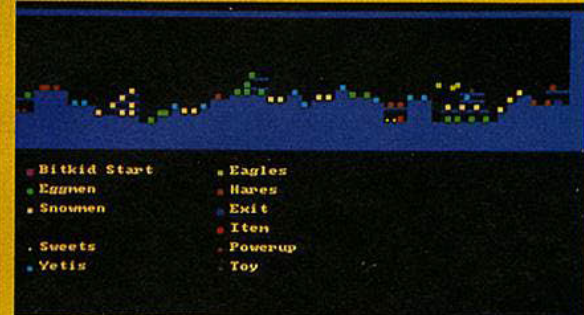 Bitkid Start
Eggmen
Snowmen
Sweets
Yetis
Eagles
Hares
Exit
Item
Powerup
Toy